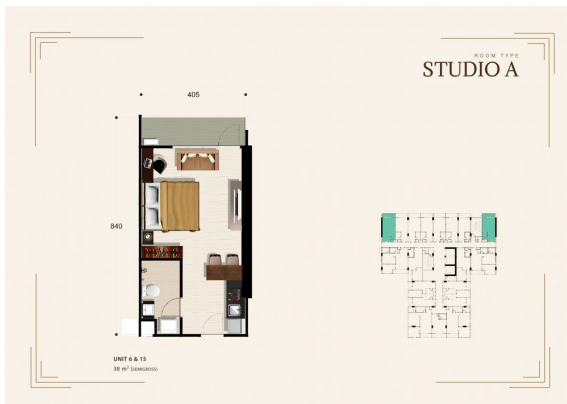 ROOM TYPE
STUDIO A
405
840
UNIT 6 & 15
38 m² (SEMIGROSS)